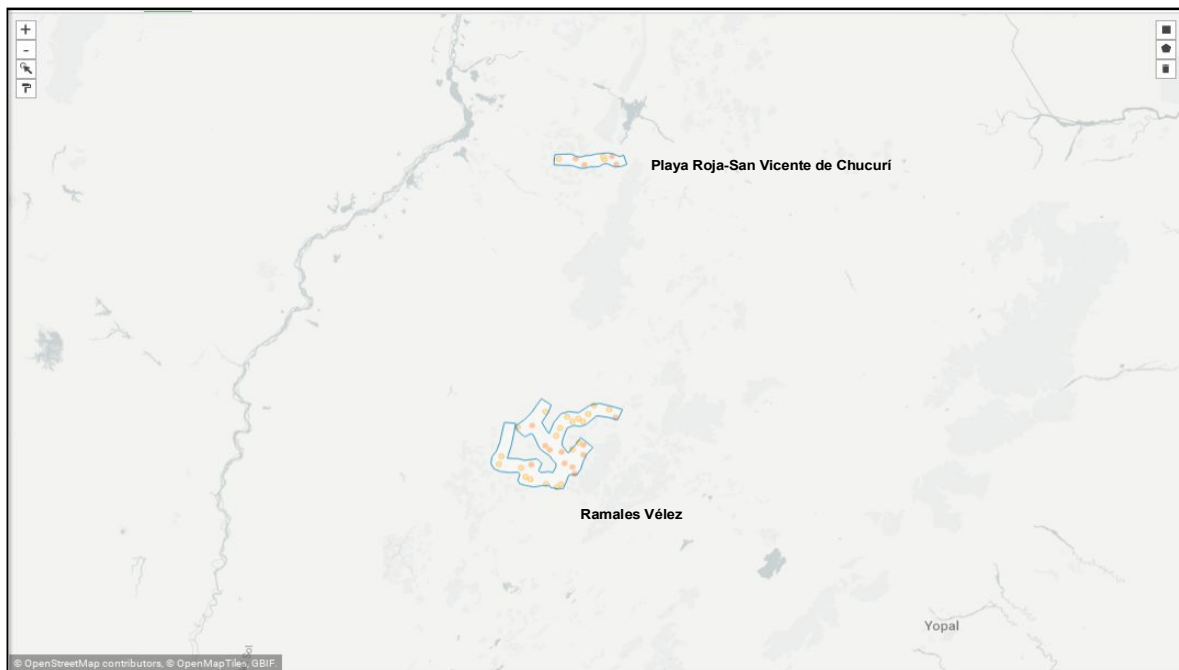 +
-
Playa Roja-San Vicente de Chucurí
Ramales Vélez
Yopal
© OpenStreetMap contributors, © OpenMapTiles, GBIF.